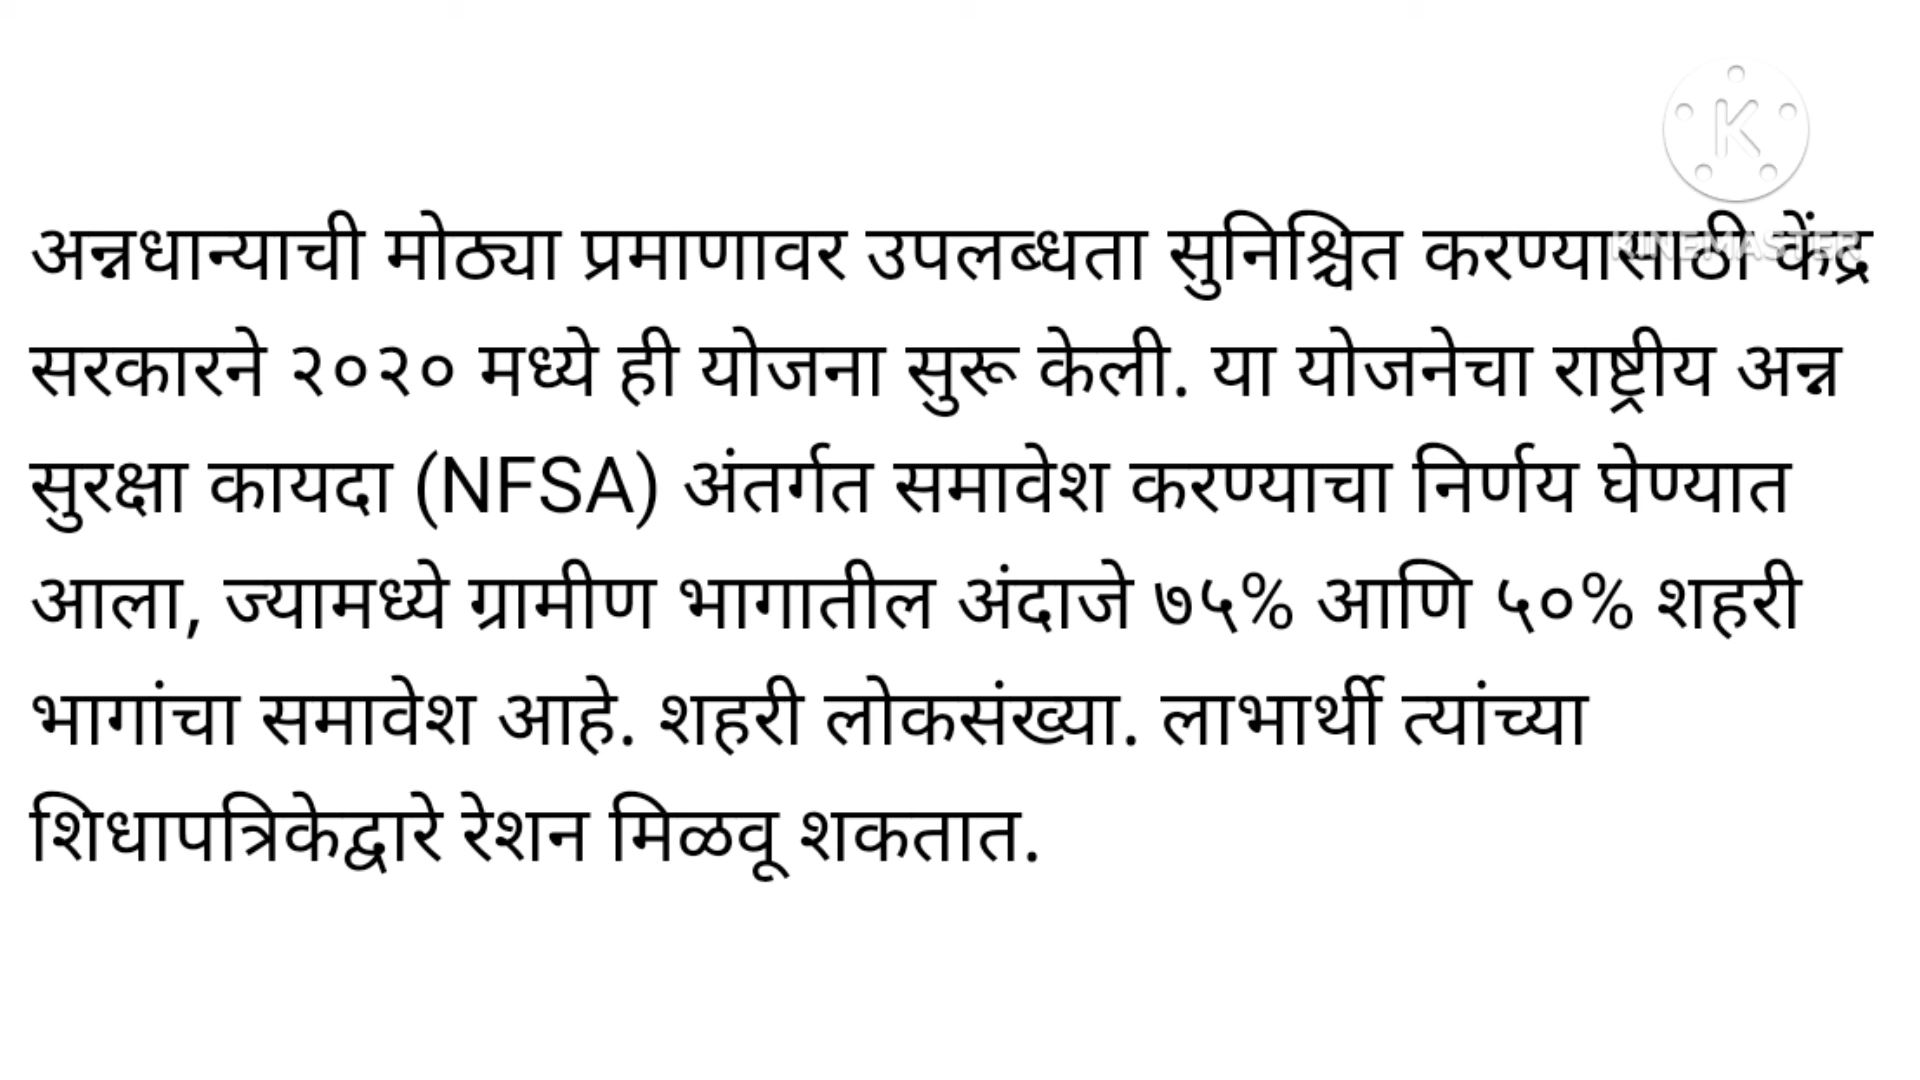 K
KINEMASTER
अन्नधान्याची मोठ्या प्रमाणावर उपलब्धता सुनिश्चित करण्यासाठी केंद्र
सरकारने २०२० मध्ये ही योजना सुरू केली. या योजनेचा राष्ट्रीय अन्न
सुरक्षा कायदा (NFSA) अंतर्गत समावेश करण्याचा निर्णय घेण्यात
आला, ज्यामध्ये ग्रामीण भागातील अंदाजे ७५% आणि ५०% शहरी
भागांचा समावेश आहे. शहरी लोकसंख्या. लाभार्थी त्यांच्या
शिधापत्रिकेद्वारे रेशन मिळवू शकतात.